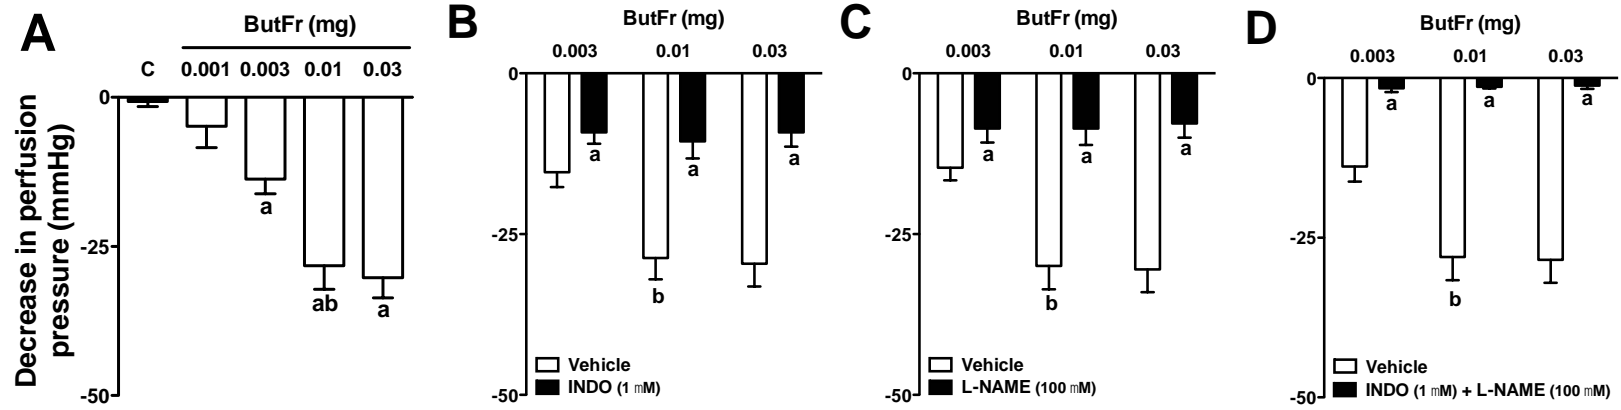 A
ButFr (mg)
C 0.001 0.003 0.01 0.03
0
-25
-50
Decrease in perfusion
pressure (mmHg)
a
ab
a
B
ButFr (mg)
0.003 0.01 0.03
0
-25
-50
a
a
a
b
Vehicle
INDO (1 mM)
C
ButFr (mg)
0.003 0.01 0.03
0
-25
-50
a
a
a
b
Vehicle
L-NAME (100 mM)
D
ButFr (mg)
0.003 0.01 0.03
0
-25
-50
a
a
a
b
Vehicle
INDO (1 mM) + L-NAME (100 mM)